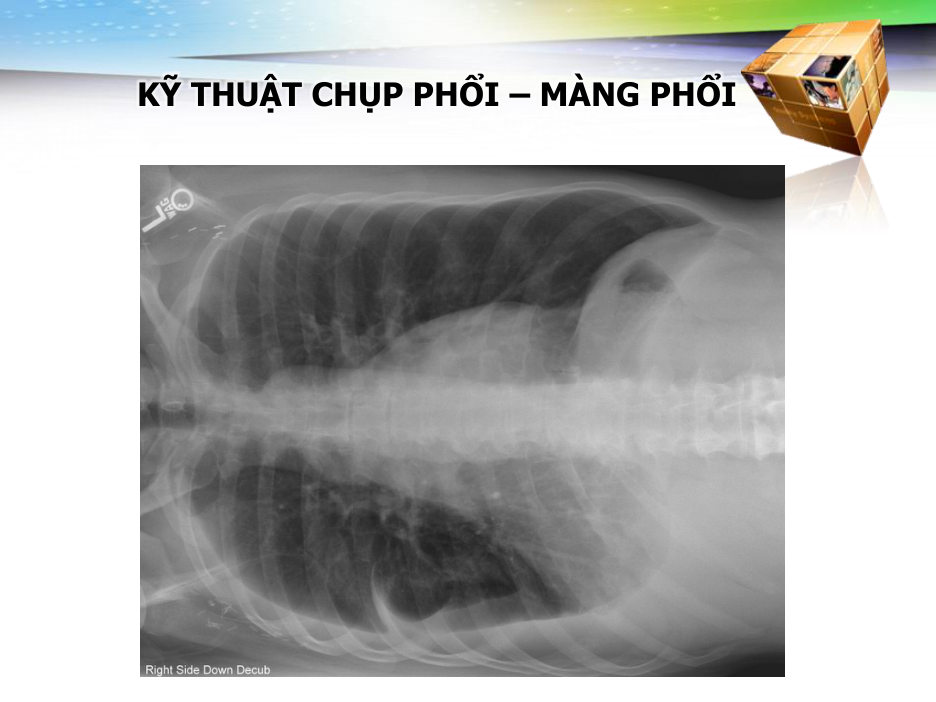 KỸ THUẬT CHỤP PHỔI – MÀNG PHỔI
L
Right Side Down Decub